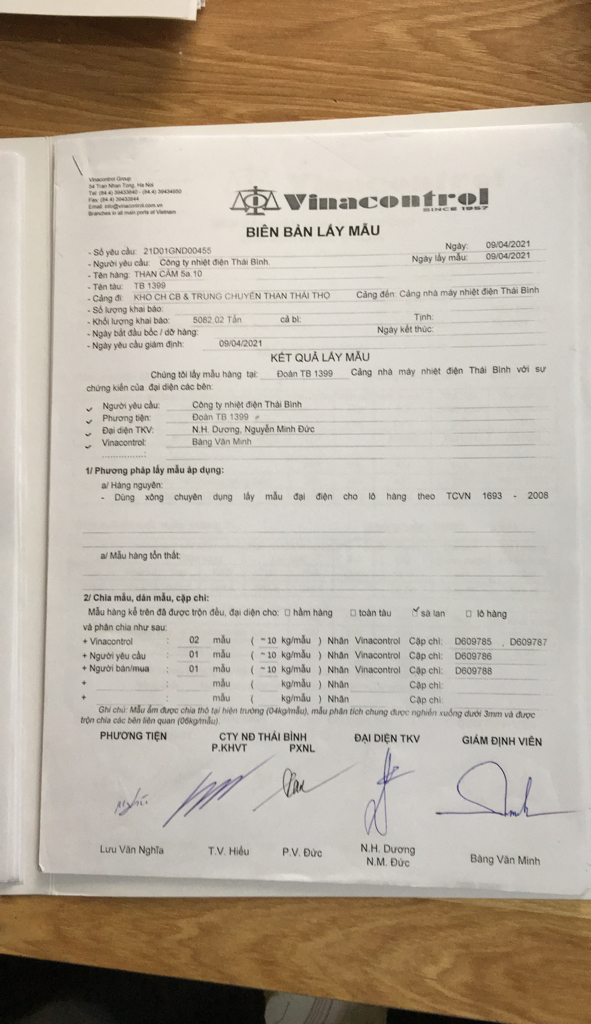 Vinacontrol Group
54 Tran Nhan Tong, Ha Noi
Tel: (84.4) 39433840 - (84.4)
Fax: (84.4) 39433844
Email: info@vinacontrol.com.vn
Branches in all main ports of Vietnam
Vinacontrol
SINCE 1957
BIÊN BẢN LẤY MẪU
- Số yêu cầu: 21D01GND00455 Ngày: 09/04/2021
- Người yêu cầu: Công ty nhiệt điện Thái Bình. Ngày lấy mẫu: 09/04/2021
- Tên hàng: THAN CÁM 5a.10
- Tên tàu: TB 1399
- Cảng đi: KHO CH CB & TRUNG CHUYỂN THAN THÁI THỌ Cảng đến: Cảng nhà máy nhiệt điện Thái Bình
- Số lượng khai báo:
- Khối lượng khai báo: 5062.02 Tấn cả bì: Tịnh:
- Ngày bắt đầu bốc / dỡ hàng: Ngày kết thúc:
- Ngày yêu cầu giám định: 09/04/2021
KẾT QUẢ LẤY MẪU
Chúng tôi lấy mẫu hàng tại: Đoàn TB 1399 Cảng nhà máy nhiệt điện Thái Bình với sự
chứng kiến của đại diện các bên:
Người yêu cầu: Công ty nhiệt điện Thái Bình
Phương tiện: Đoàn TB 1399
Đại diện TKV: N.H. Dương, Nguyễn Minh Đức
Vinacontrol: Bàng Văn Minh
..............:
1/ Phương pháp lấy mẫu áp dụng:
a/ Hàng nguyên:
- Dùng xông chuyên dụng lấy mẫu đại diện cho lô hàng theo TCVN 1693 - 2008
a/ Mẫu hàng tổn thất:
2/ Chia mẫu, dán mẫu, cặp chì:
Mẫu hàng kể trên đã được trộn đều, đại diện cho: ☐ hầm hàng ☐ toàn tàu ✓ sà lan ☐ lô hàng
và phân chia như sau:
+ Vinacontrol : 02 mẫu ( ~10 kg/mẫu ) Nhãn Vinacontrol Cặp chì: D609785 , D609787
+ Người yêu cầu : 01 mẫu ( ~10 kg/mẫu ) Nhãn Vinacontrol Cặp chì: D609786
+ Người bán/mua : 01 mẫu ( ~10 kg/mẫu ) Nhãn Vinacontrol Cặp chì: D609788
+ : mẫu ( kg/mẫu ) Nhãn Cặp chì:
+ : mẫu ( kg/mẫu ) Nhãn Cặp chì:
Ghi chú: Mẫu ẩm được chia thô tại hiện trường (04kg/mẫu), mẫu phân tích chung được nghiền xuống dưới 3mm và được
trộn chia các bên liên quan (06kg/mẫu).
PHƯƠNG TIỆN CTY NĐ THÁI BÌNH ĐẠI DIỆN TKV GIÁM ĐỊNH VIÊN
P.KHVT PXNL
Nghĩa
Lưu Văn Nghĩa T.V. Hiếu P.V. Đức N.H. Dương Bàng Văn Minh
N.M. Đức